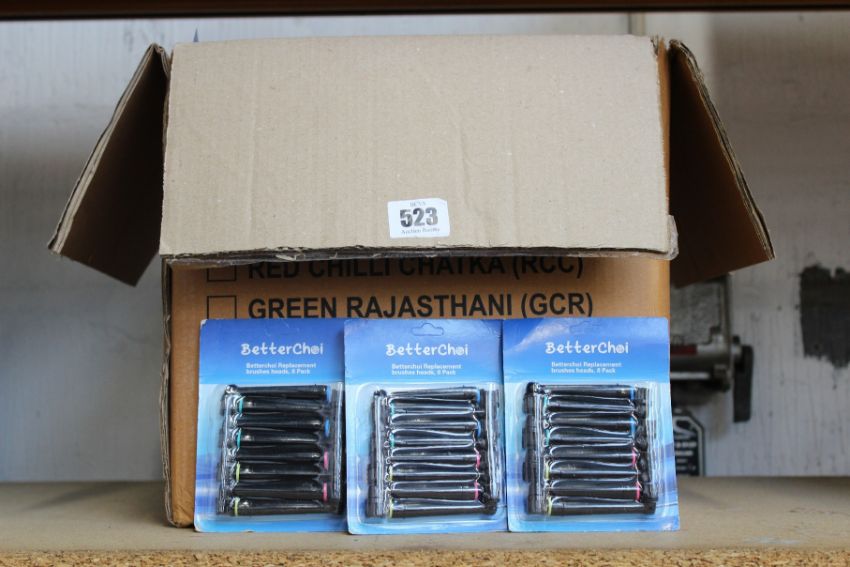 523
RED CHILLI CHATKA (RCC)
GREEN RAJASTHANI (GCR)
BetterChoi
Betterchoi Replacement
brushes heads, 8 Pack
BetterChoi
Betterchoi Replacement
brushes heads, 8 Pack
BetterChoi
Betterchoi Replacement
brushes heads, 8 Pack